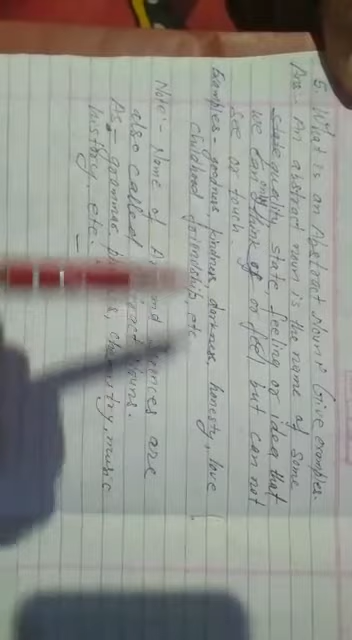 5. What is an Abstract Noun? Give examples.
Ans- An abstract noun is the name of some
state quality, state, feeling or idea that
we can only think of or feel but can not
see or touch.
Examples - goodness, kindness, darkness, honesty, love
childhood friendship, etc
Note:- Name of and are
also called nouns.
As - grammar, chemistry, music
history, etc.